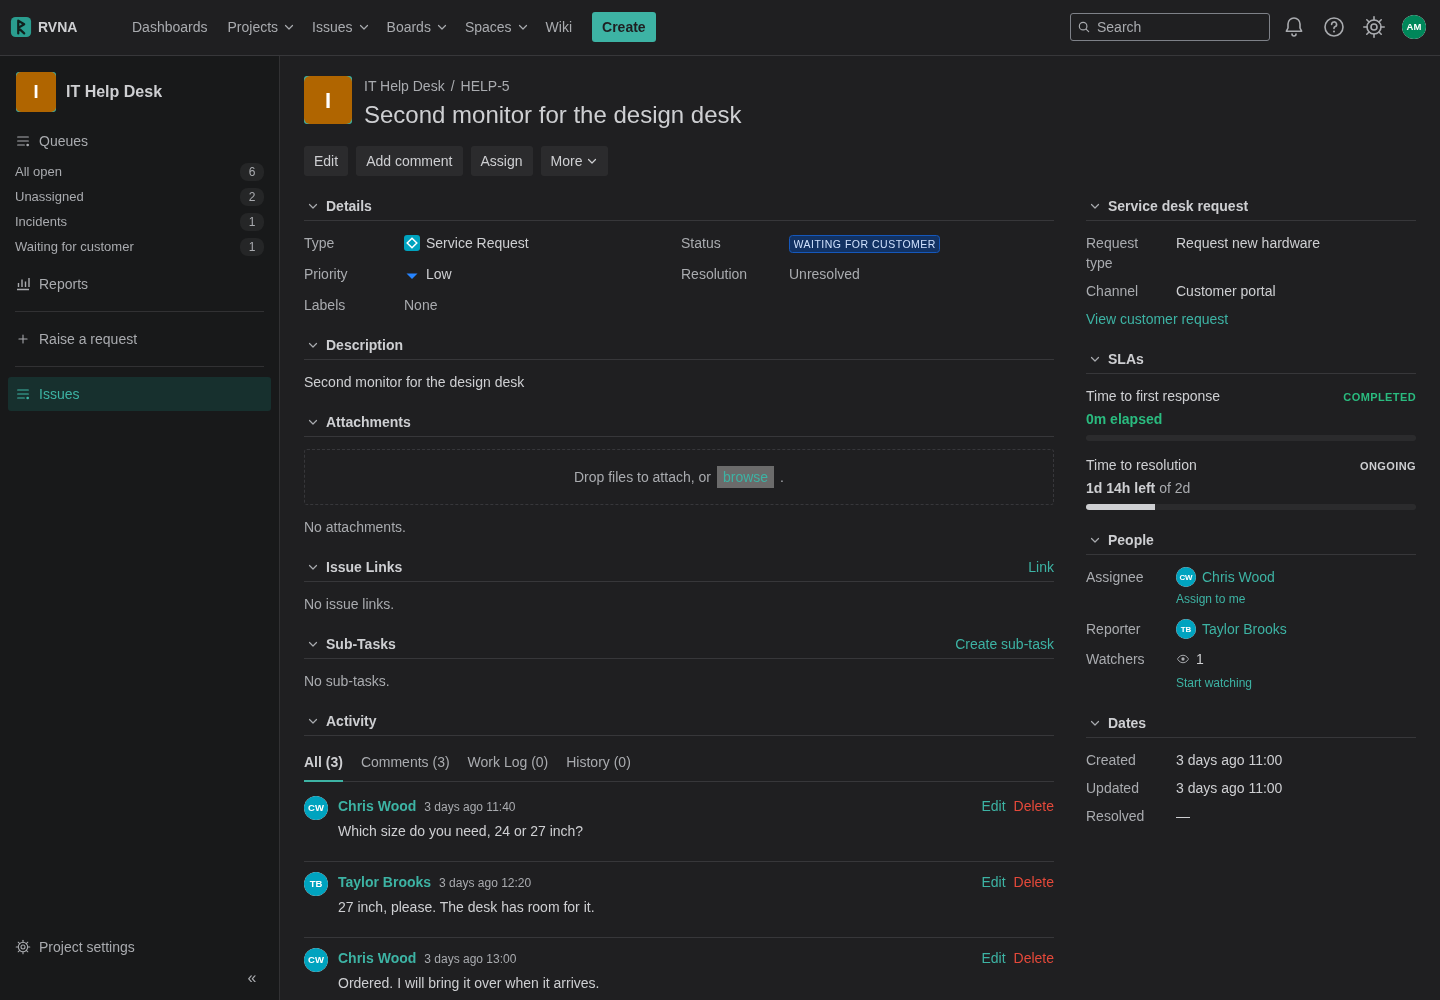 RVNA
Dashboards
Projects
Issues
Boards
Spaces
Wiki
Create
Search
AM
I
IT Help Desk
Queues
All open 6
Unassigned 2
Incidents 1
Waiting for customer 1
Reports
Raise a request
Issues
Project settings
«
I
IT Help Desk / HELP-5
Second monitor for the design desk
Edit
Add comment
Assign
More
Details
Type Service Request
Status WAITING FOR CUSTOMER
Priority Low
Resolution Unresolved
Labels None
Description
Second monitor for the design desk
Attachments
Drop files to attach, or browse .
No attachments.
Issue Links Link
No issue links.
Sub-Tasks Create sub-task
No sub-tasks.
Activity
All (3) Comments (3) Work Log (0) History (0)
CW Chris Wood 3 days ago 11:40 Edit Delete
Which size do you need, 24 or 27 inch?
TB Taylor Brooks 3 days ago 12:20 Edit Delete
27 inch, please. The desk has room for it.
CW Chris Wood 3 days ago 13:00 Edit Delete
Ordered. I will bring it over when it arrives.
Service desk request
Request type Request new hardware
Channel Customer portal
View customer request
SLAs
Time to first response COMPLETED
0m elapsed
Time to resolution ONGOING
1d 14h left of 2d
People
Assignee CW Chris Wood
Assign to me
Reporter TB Taylor Brooks
Watchers 1
Start watching
Dates
Created 3 days ago 11:00
Updated 3 days ago 11:00
Resolved —